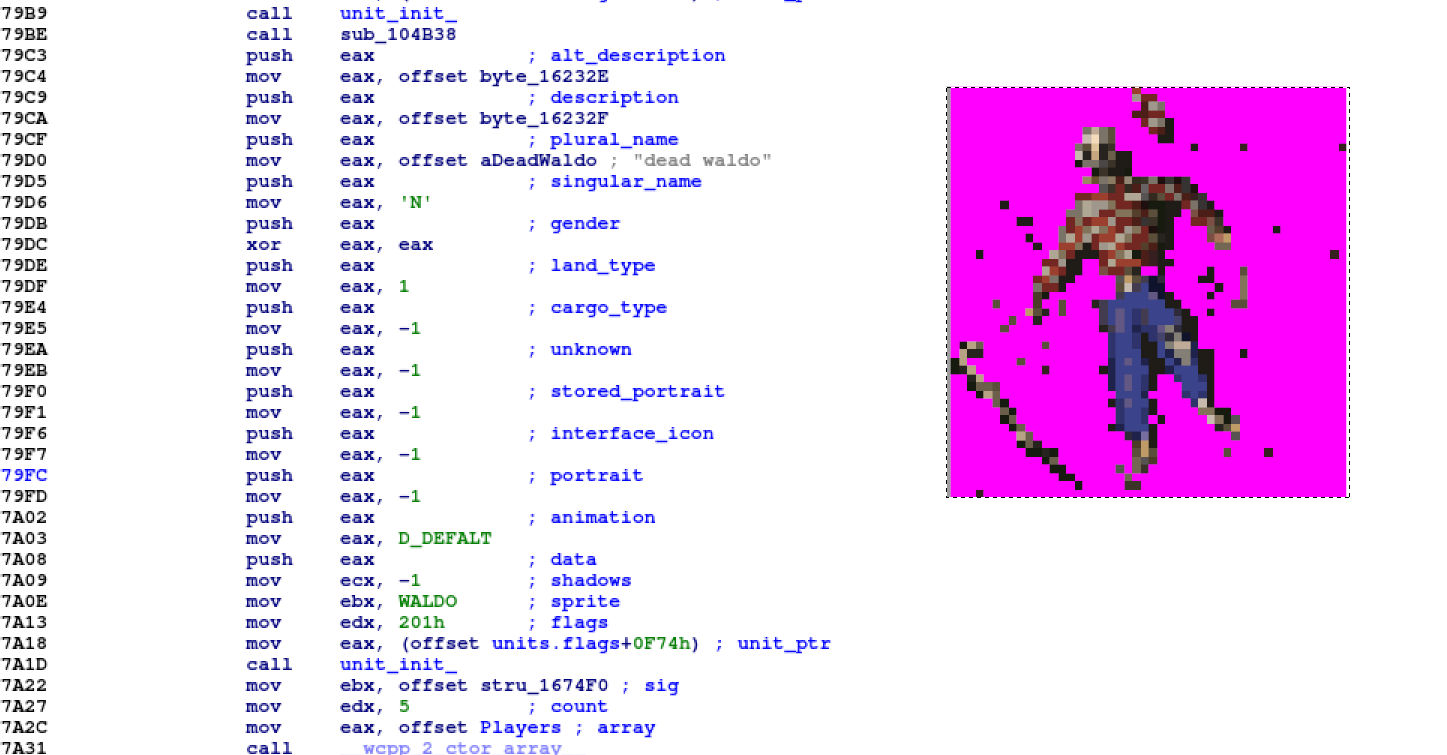 79B9 call unit_init_
79BE call sub_104B38
79C3 push eax ; alt_description
79C4 mov eax, offset byte_16232E
79C9 push eax ; description
79CA mov eax, offset byte_16232F
79CF push eax ; plural_name
79D0 mov eax, offset aDeadWaldo ; "dead waldo"
79D5 push eax ; singular_name
79D6 mov eax, 'N'
79DB push eax ; gender
79DC xor eax, eax
79DE push eax ; land_type
79DF mov eax, 1
79E4 push eax ; cargo_type
79E5 mov eax, -1
79EA push eax ; unknown
79EB mov eax, -1
79F0 push eax ; stored_portrait
79F1 mov eax, -1
79F6 push eax ; interface_icon
79F7 mov eax, -1
79FC push eax ; portrait
79FD mov eax, -1
7A02 push eax ; animation
7A03 mov eax, D_DEFALT
7A08 push eax ; data
7A09 mov ecx, -1 ; shadows
7A0E mov ebx, WALDO ; sprite
7A13 mov edx, 201h ; flags
7A18 mov eax, (offset units.flags+0F74h) ; unit_ptr
7A1D call unit_init_
7A22 mov ebx, offset stru_1674F0 ; sig
7A27 mov edx, 5 ; count
7A2C mov eax, offset Players ; array
7A31 call __wcpp_2_ctor_array__